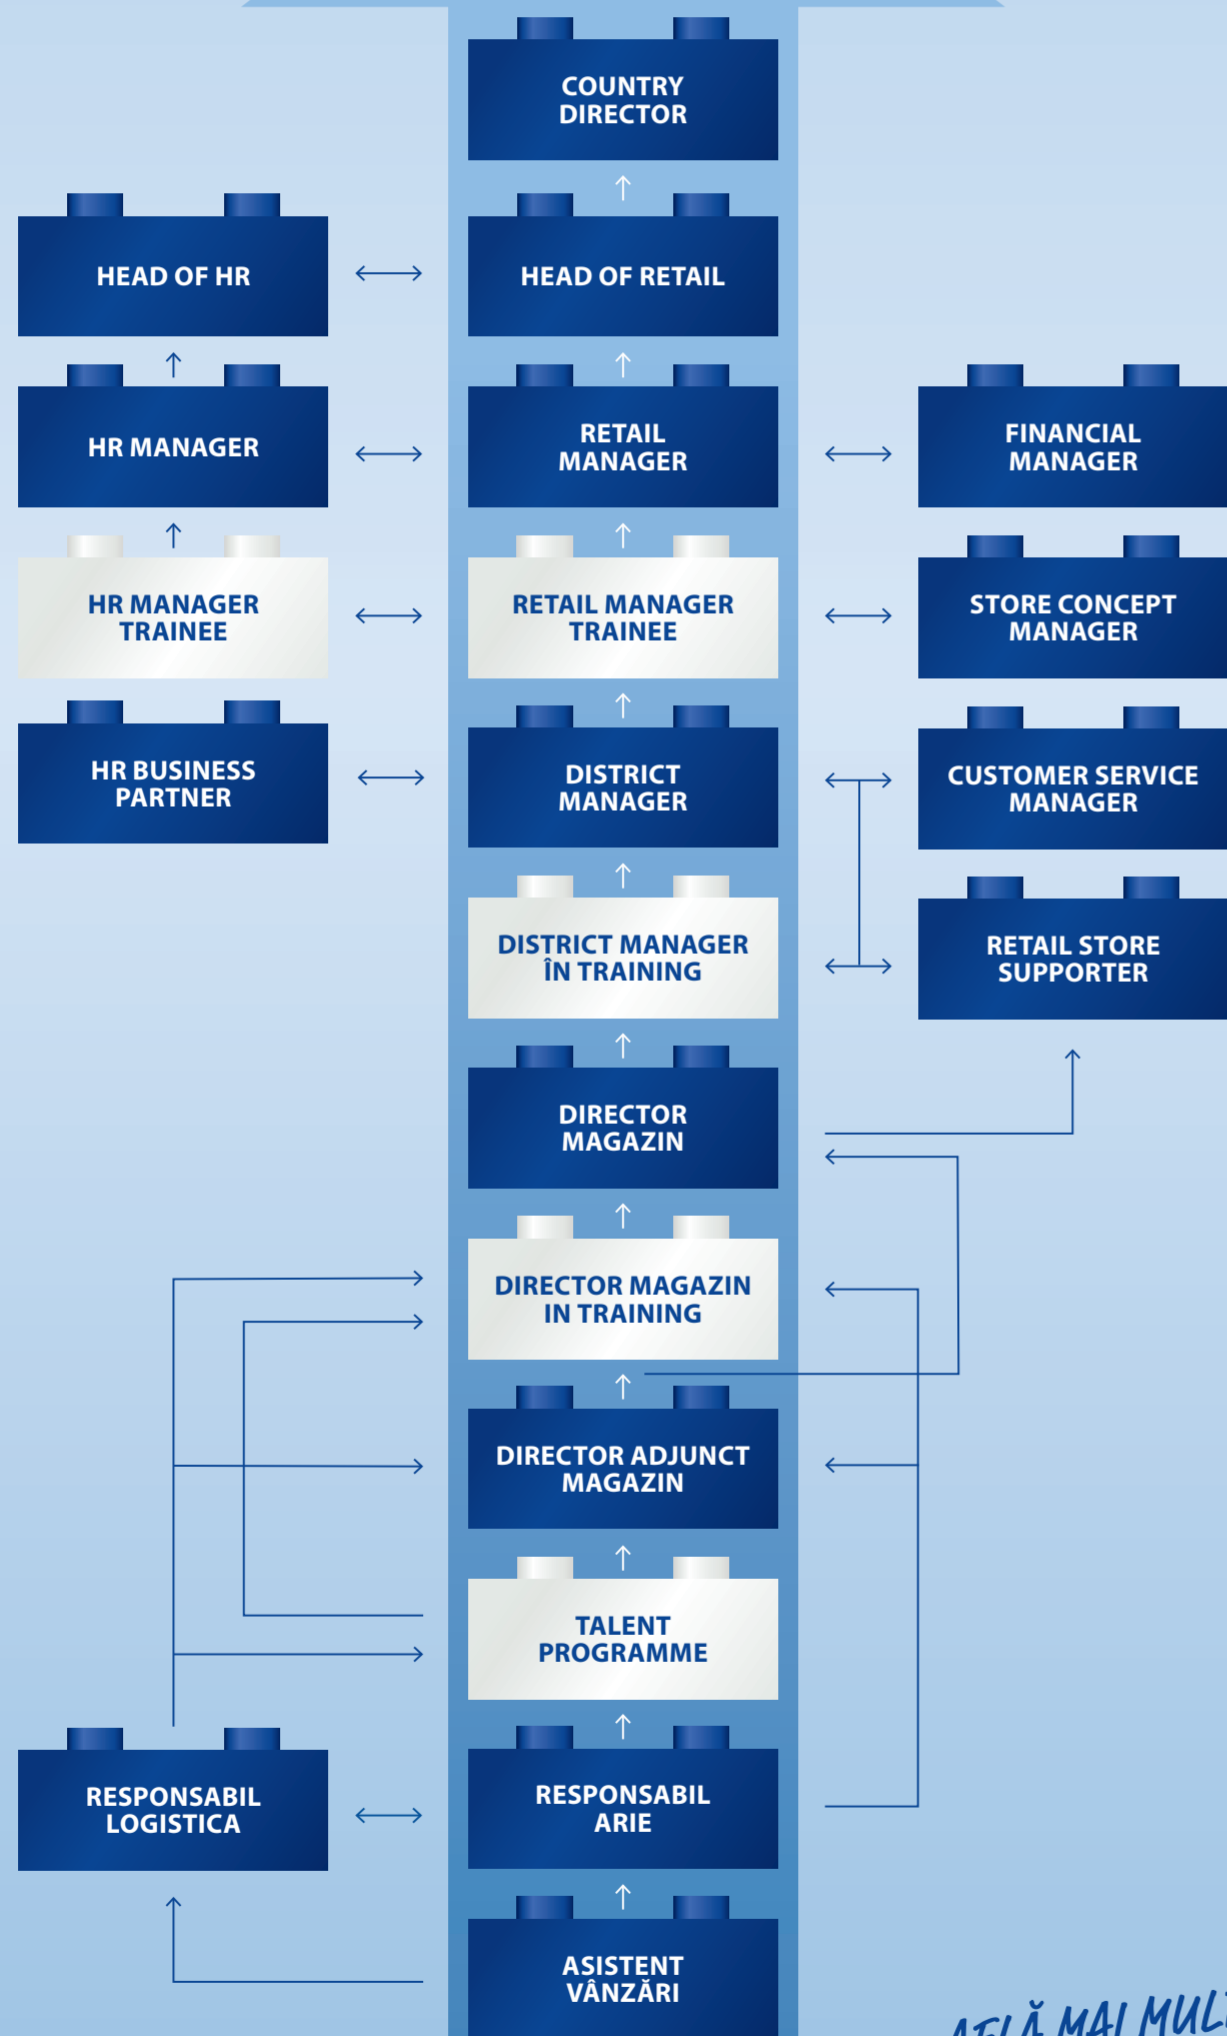 COUNTRY
DIRECTOR
HEAD OF HR
HEAD OF RETAIL
HR MANAGER
RETAIL
MANAGER
FINANCIAL
MANAGER
HR MANAGER
TRAINEE
RETAIL MANAGER
TRAINEE
STORE CONCEPT
MANAGER
HR BUSINESS
PARTNER
DISTRICT
MANAGER
CUSTOMER SERVICE
MANAGER
DISTRICT MANAGER
ÎN TRAINING
RETAIL STORE
SUPPORTER
DIRECTOR
MAGAZIN
DIRECTOR MAGAZIN
IN TRAINING
DIRECTOR ADJUNCT
MAGAZIN
TALENT
PROGRAMME
RESPONSABIL
LOGISTICA
RESPONSABIL
ARIE
ASISTENT
VÂNZĂRI
AFLĂ MAI